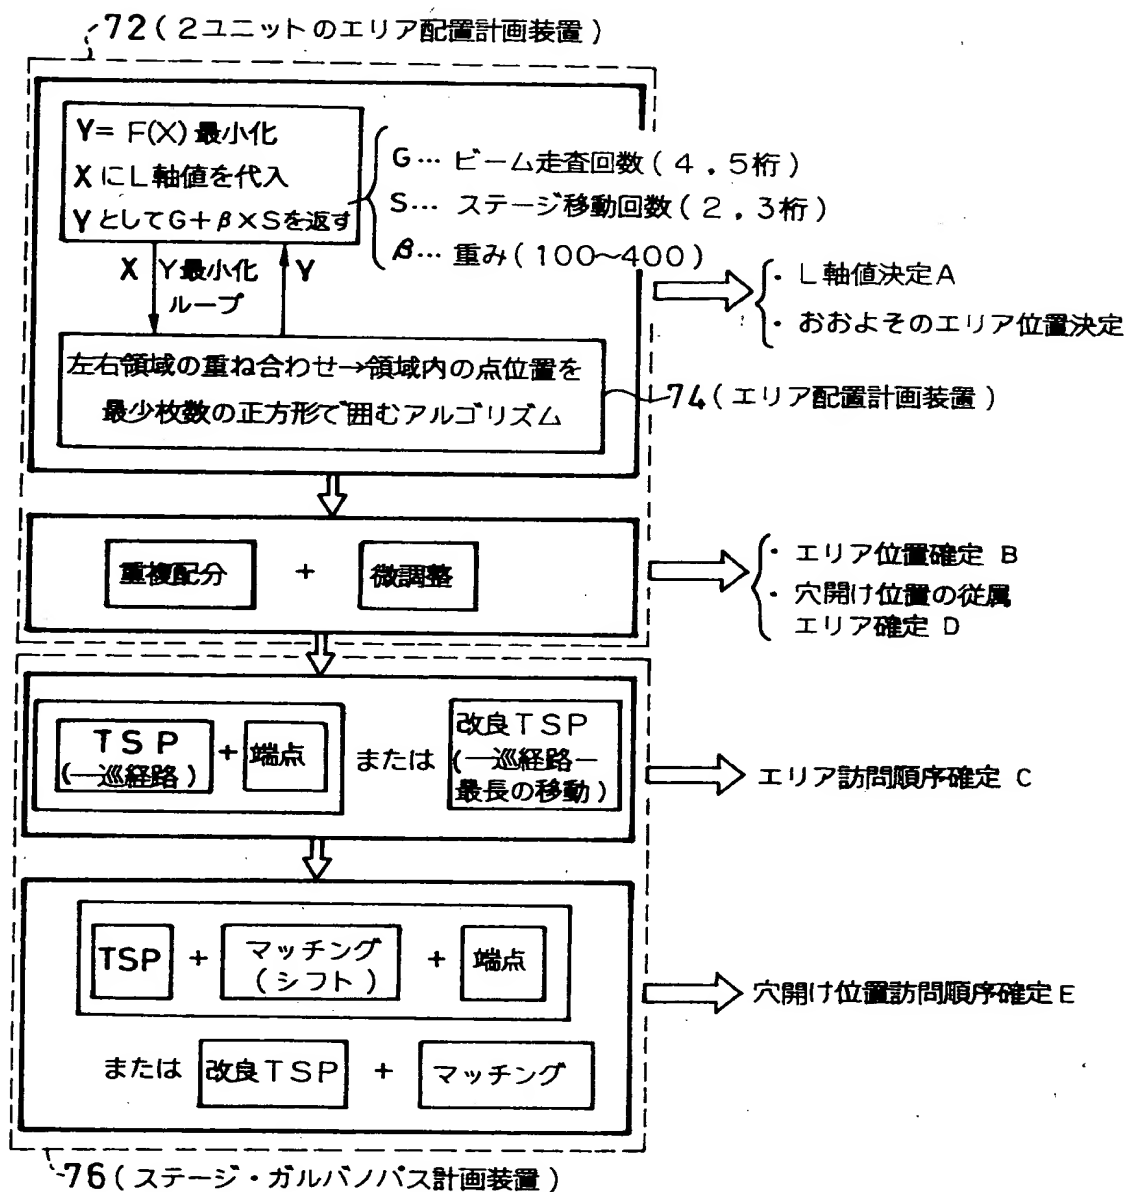 72(2ユニットのエリア配置計画装置)
Y= F(X) 最小化
XにL軸値を代入
YとしてG+β×Sを返す
G… ビーム走査回数(4,5桁)
S… ステージ移動回数(2,3桁)
β… 重み(100~400)
X
Y最小化
ループ
Y
・L軸値決定A
・おおよそのエリア位置決定
左右領域の重ね合わせ→領域内の点位置を
最少枚数の正方形で囲むアルゴリズム
74(エリア配置計画装置)
重複配分 + 微調整
・エリア位置確定 B
・穴開け位置の従属
エリア確定 D
TSP
(一巡経路)
+ 端点 または
改良TSP
(一巡経路-
最長の移動)
エリア訪問順序確定 C
TSP + マッチング
(シフト)
+ 端点
穴開け位置訪問順序確定E
または 改良TSP + マッチング
76(ステージ・ガルバノパス計画装置)